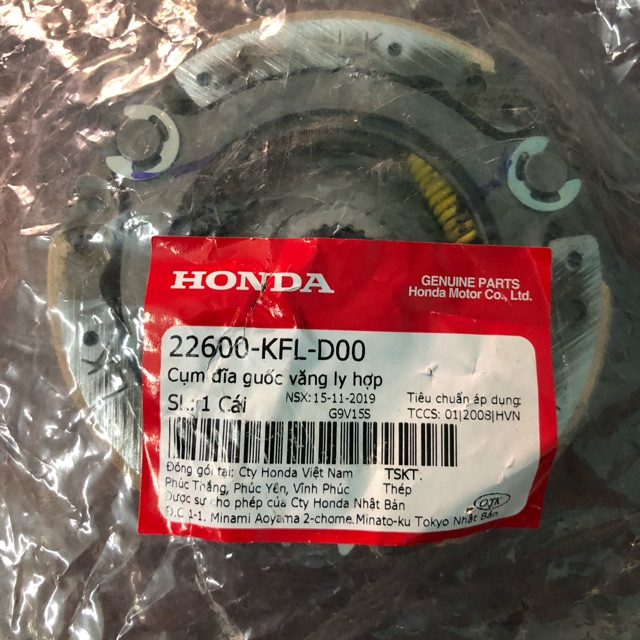 LK
HONDA
GENUINE PARTS
Honda Motor Co., Ltd.
22600-KFL-D00
Cụm đĩa guốc văng ly hợp
NSX: 15-11-2019
Tiêu chuẩn áp dụng:
SL: 1 Cái
G9V15S
TCCS: 01|2008|HVN
Đóng gói tại: Cty Honda Việt Nam
TSKT:
Phúc Thắng, Phúc Yên, Vĩnh Phúc
Thép
Được sự cho phép của Cty Honda Nhật Bản
Đ.C 1-1. Minami Aoyama 2-chome.Minato-ku Tokyo Nhật Bản
LK